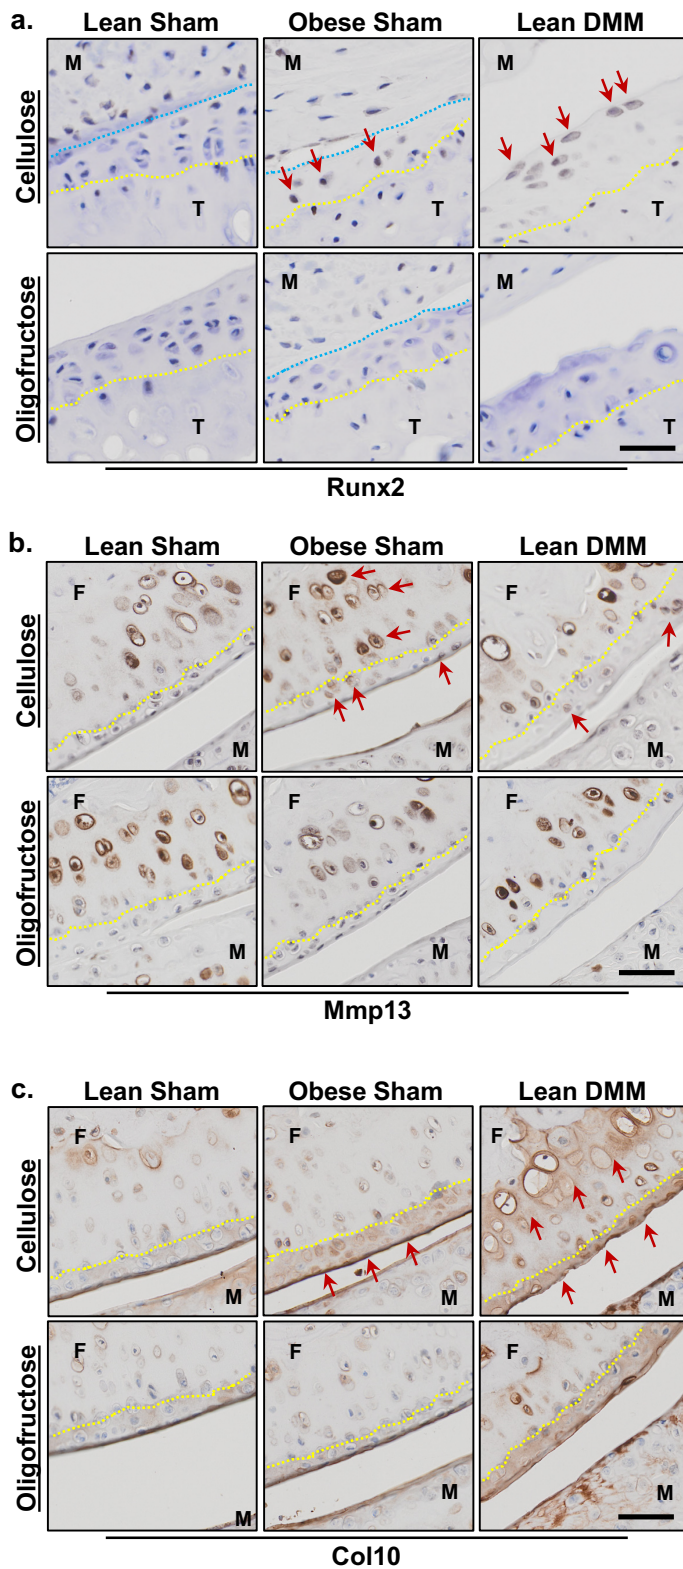 a.
Lean Sham Obese Sham Lean DMM
Cellulose
M M M
T T T
Oligofructose
M
T T T
Runx2
b.
Lean Sham Obese Sham Lean DMM
Cellulose
F F F
M M M
Oligofructose
F F F
M M M
Mmp13
c.
Lean Sham Obese Sham Lean DMM
Cellulose
F F F
M M M
Oligofructose
F F F
M M M
Col10